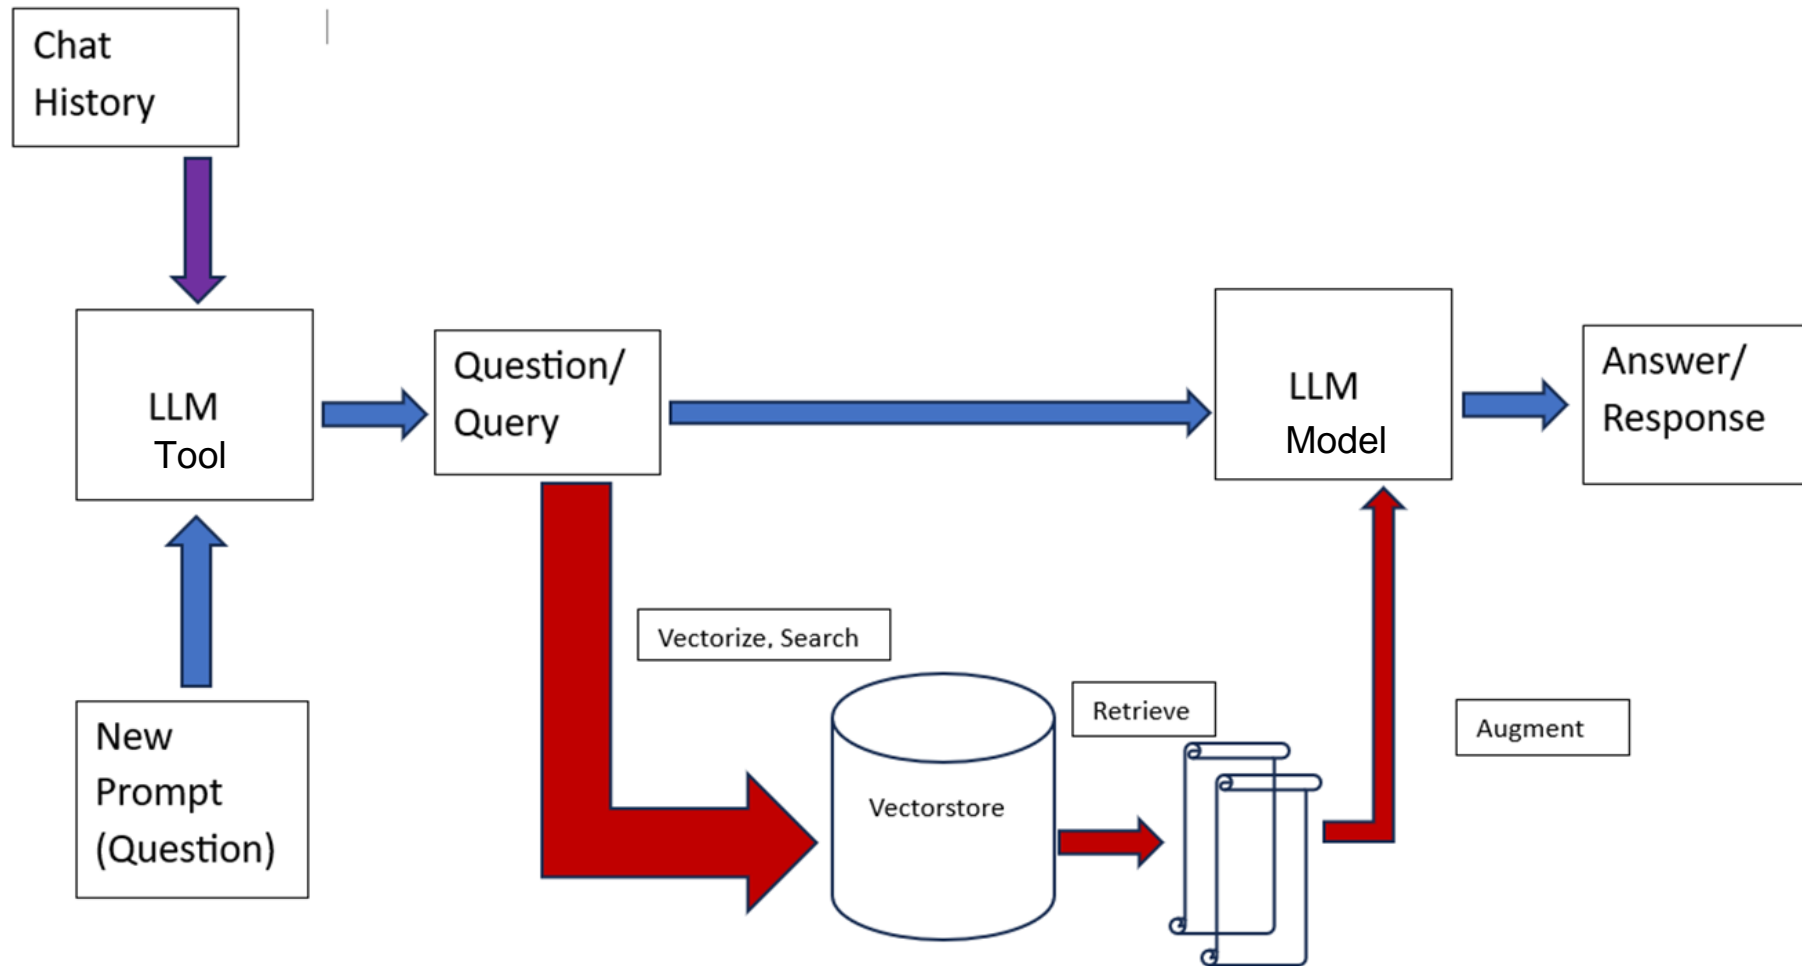 Chat
History
LLM
Tool
New
Prompt
(Question)
Question/
Query
Vectorize, Search
Vectorstore
Retrieve
Augment
LLM
Model
Answer/
Response